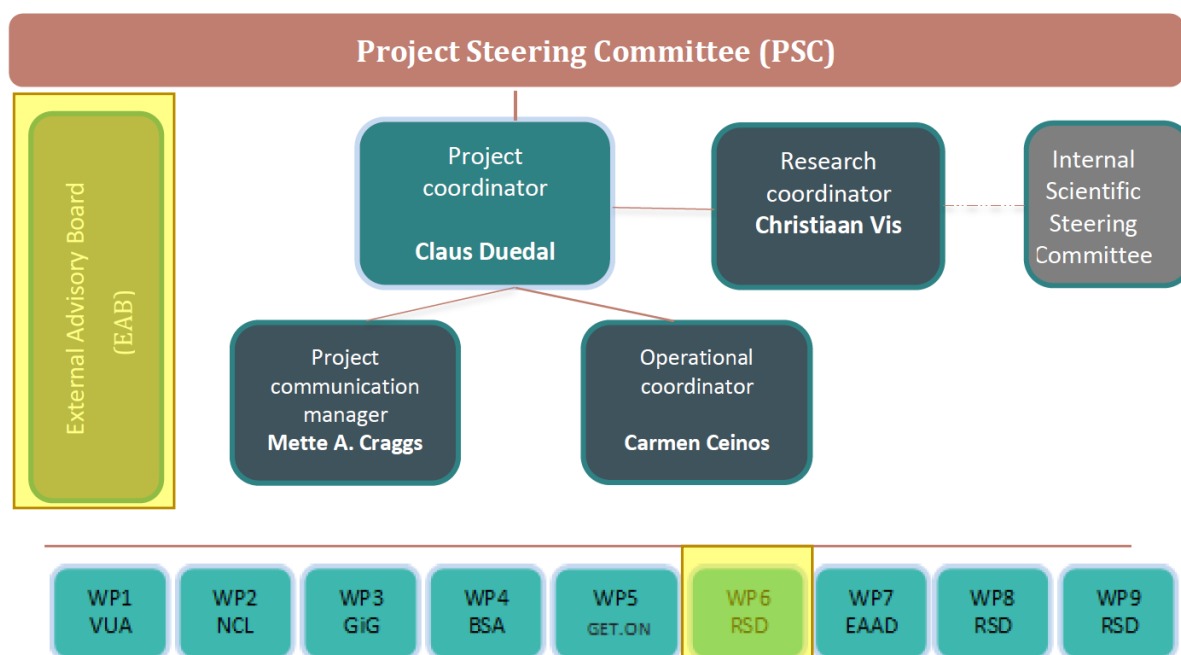 Project Steering Committee (PSC)
External Advisory Board
(EAB)
Project
coordinator
Claus Duedal
Research
coordinator
Christiaan Vis
Internal
Scientific
Steering
Committee
Project
communication
manager
Mette A. Craggs
Operational
coordinator
Carmen Ceinos
WP1
VUA
WP2
NCL
WP3
GiG
WP4
BSA
WP5
GET.ON
WP6
RSD
WP7
EAAD
WP8
RSD
WP9
RSD